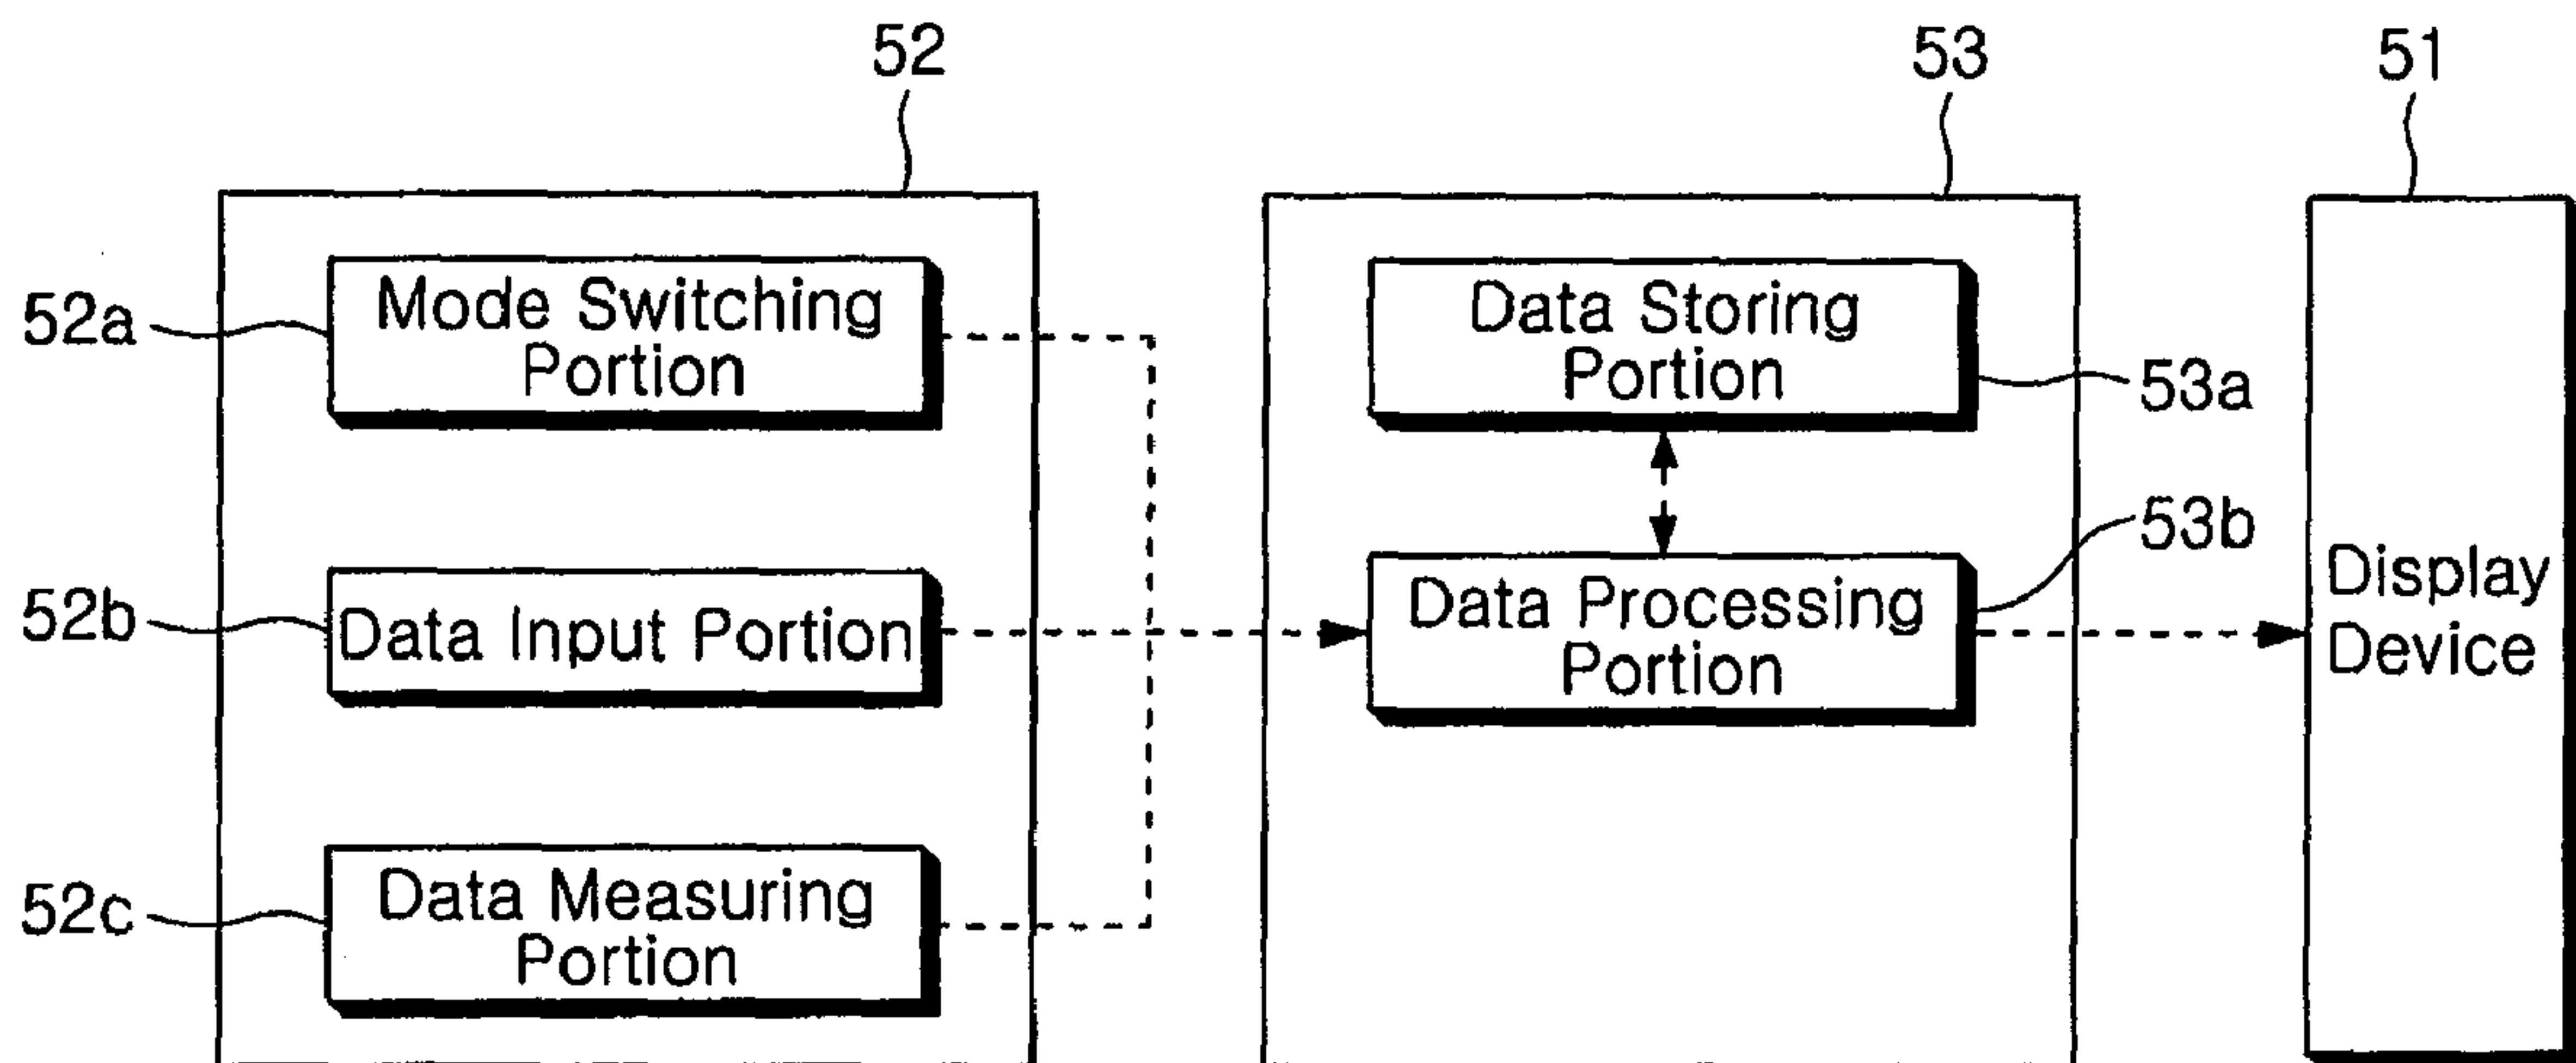 52
53
51
52a
Mode Switching
Portion
Data Storing
Portion
53a
52b
Data Input Portion
Data Processing
Portion
53b
Display
Device
52c
Data Measuring
Portion